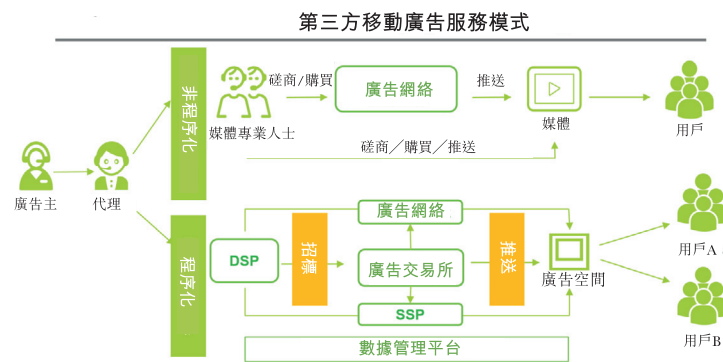 第三方移動廣告服務模式
非程序化
磋商/購買
廣告網絡
推送
媒體專業人士
媒體
用戶
磋商／購買／推送
廣告主
代理
程序化
DSP
招標
廣告網絡
廣告交易所
SSP
推送
廣告空間
用戶A
用戶B
數據管理平台